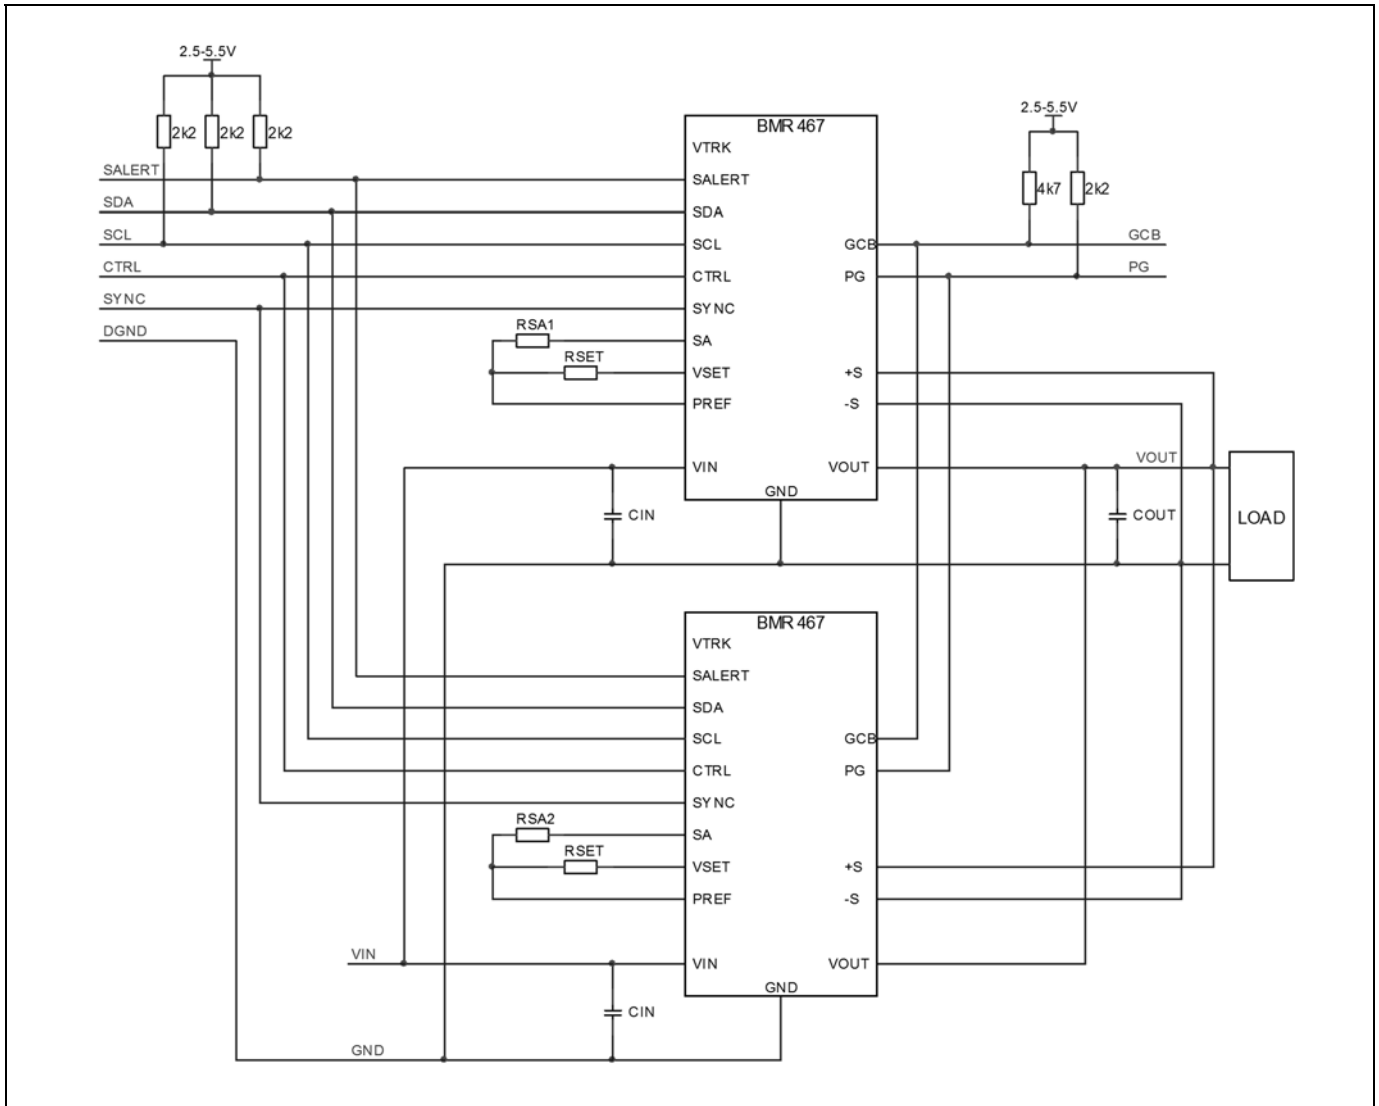 2.5-5.5V
2k2 2k2 2k2
2.5-5.5V
4k7 2k2
BMR 467
VTRK
SALERT SALERT
SDA SDA
SCL SCL GCB GCB
CTRL CTRL PG PG
SYNC SYNC
DGND RSA1 SA
RSET VSET +S
PREF -S
VIN VOUT VOUT
GND
CIN COUT LOAD
BMR 467
VTRK
SALERT
SDA
SCL GCB
CTRL PG
SYNC
RSA2 SA
RSET VSET +S
PREF -S
VIN VIN VOUT
GND
CIN
GND